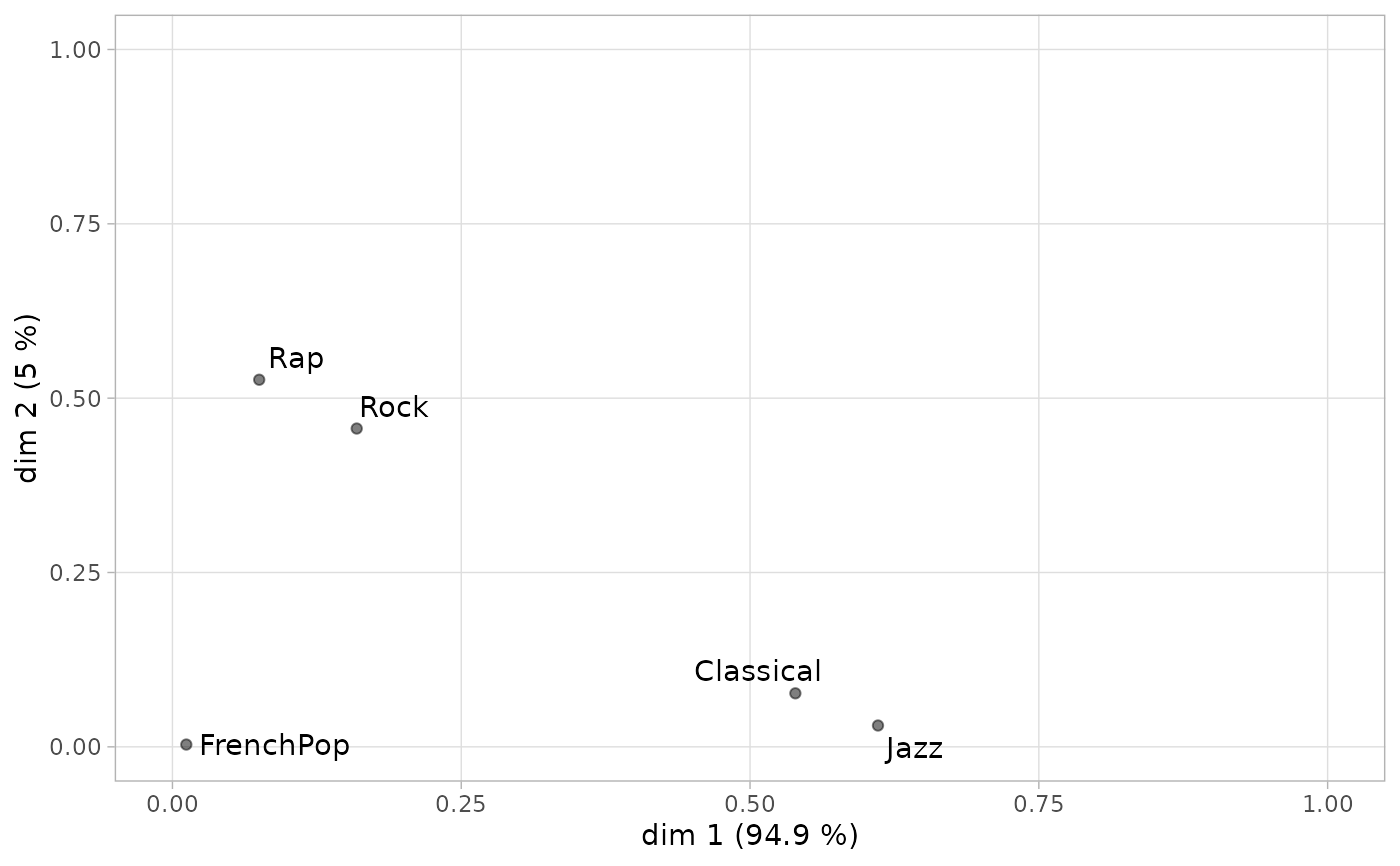 1.00
0.75
Rap
0.50
Rock
dim 2 (5 %)
0.25
Classical
0.00
FrenchPop
Jazz
0.00 0.25 0.50 0.75 1.00
dim 1 (94.9 %)